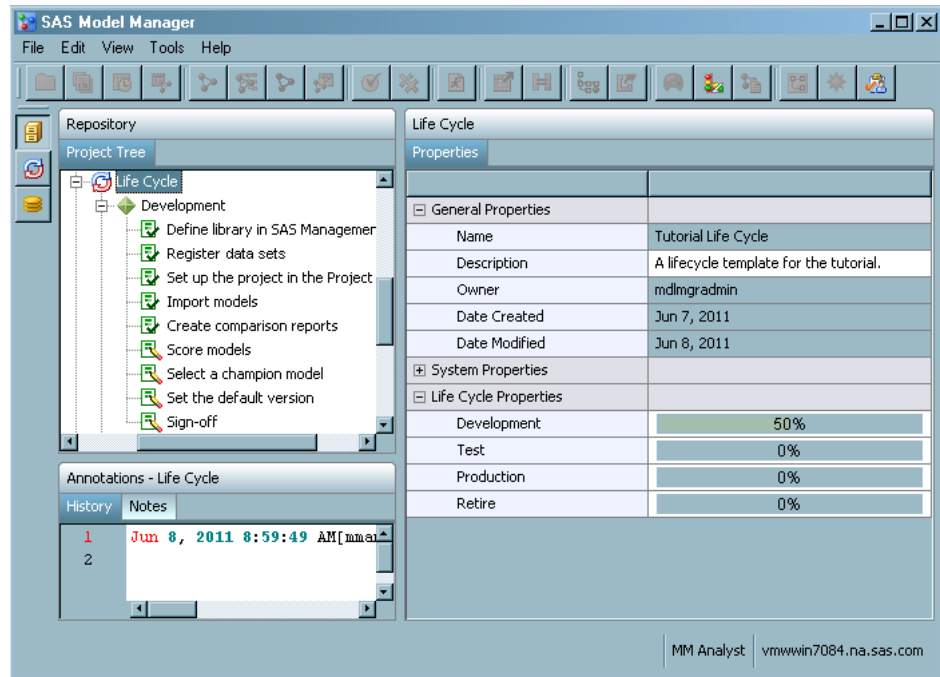 SAS Model Manager
File Edit View Tools Help
Repository
Project Tree
Life Cycle
Development
Define library in SAS Managemen
Register data sets
Set up the project in the Project
Import models
Create comparison reports
Score models
Select a champion model
Set the default version
Sign-off
Annotations - Life Cycle
History Notes
1 Jun 8, 2011 8:59:49 AM[mman
2
Life Cycle
Properties
General Properties
Name Tutorial Life Cycle
Description A lifecycle template for the tutorial.
Owner mdlmgradmin
Date Created Jun 7, 2011
Date Modified Jun 8, 2011
System Properties
Life Cycle Properties
Development 50%
Test 0%
Production 0%
Retire 0%
MM Analyst vmwwin7084.na.sas.com